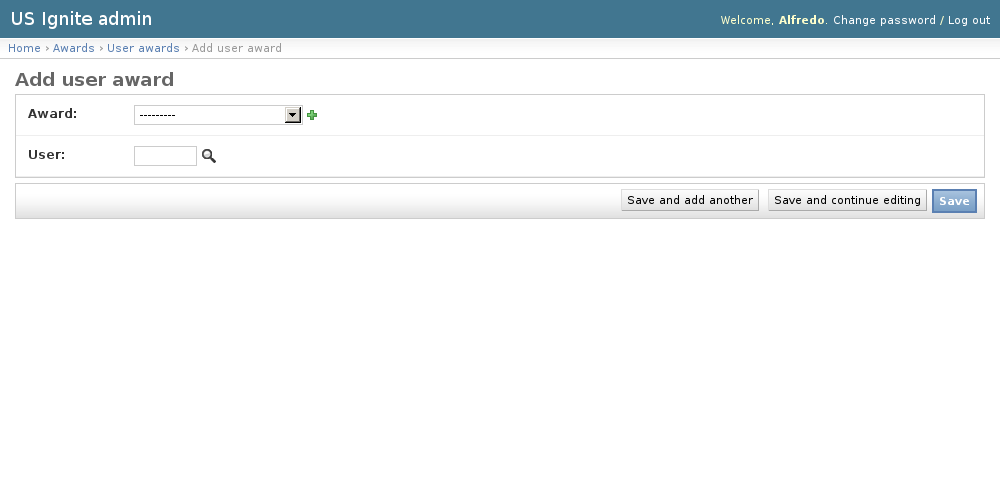 US Ignite admin
Welcome, Alfredo. Change password / Log out
Home › Awards › User awards › Add user award
Add user award
Award: ---------
User:
Save and add another Save and continue editing Save